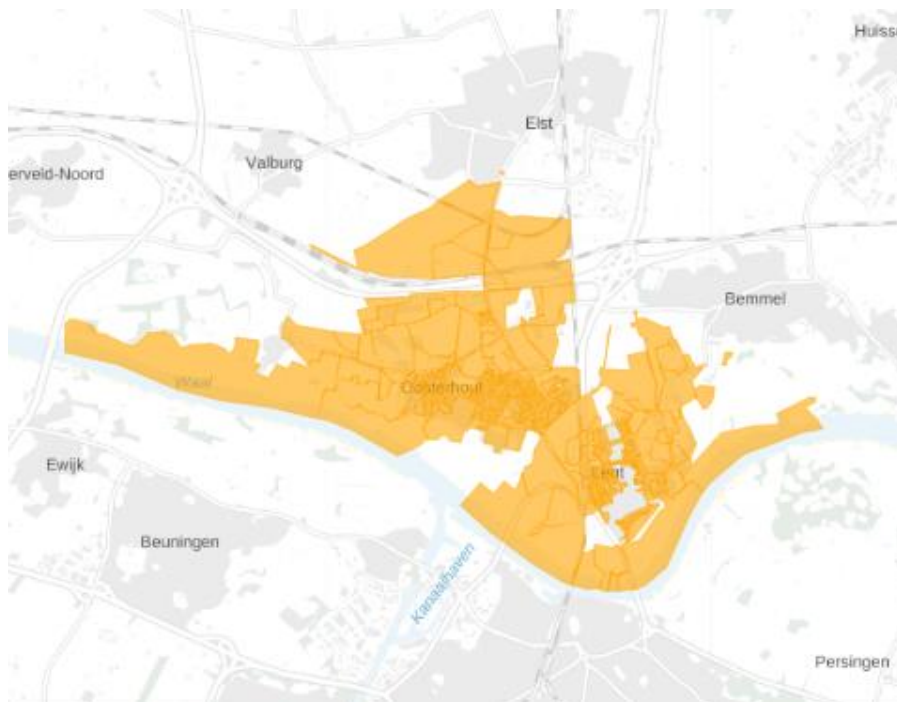 Huiss
Elst
Valburg
erveld-Noord
Bemmel
Waal
Oosterhout
Ewijk
Lent
Beuningen
Kanaalhaven
Persingen